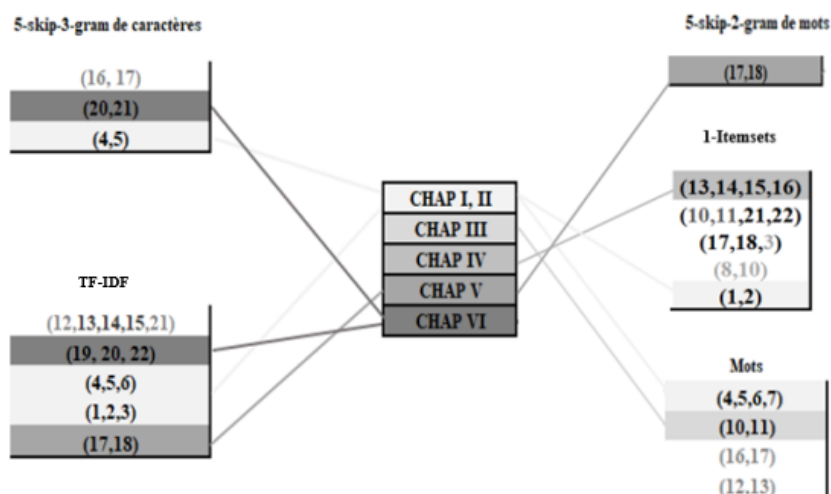 5-skip-3-gram de caractères
(16, 17)
(20,21)
(4,5)
TF-IDF
(12,13,14,15,21)
(19, 20, 22)
(4,5,6)
(1,2,3)
(17,18)
CHAP I, II
CHAP III
CHAP IV
CHAP V
CHAP VI
5-skip-2-gram de mots
(17,18)
1-Itemsets
(13,14,15,16)
(10,11,21,22)
(17,18,3)
(8,10)
(1,2)
Mots
(4,5,6,7)
(10,11)
(16,17)
(12,13)